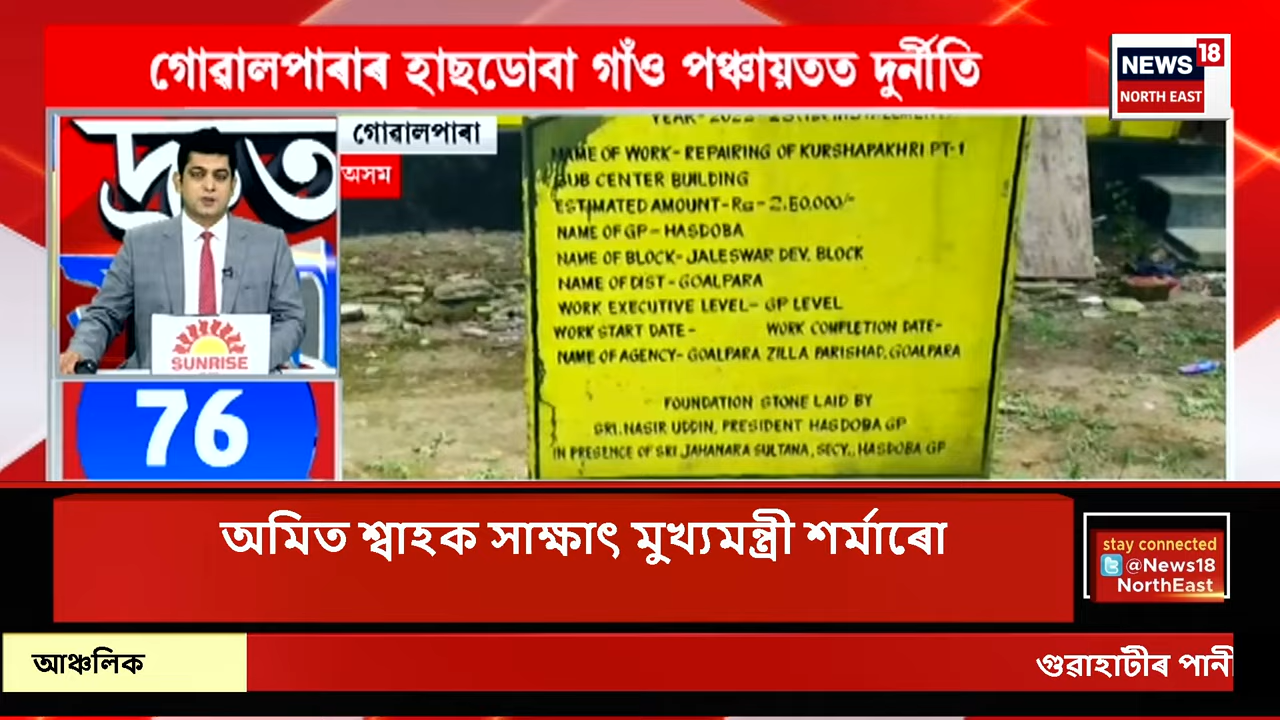 গোৱালপাৰাৰ হাছডোবা গাঁও পঞ্চায়তত দুৰ্নীতি
NEWS 18
NORTH EAST
দ্ৰুত
গোৱালপাৰা
অসম
NAME OF WORK- REPAIRING OF KURSHAPAKHRI PT-1
SUB CENTER BUILDING
ESTIMATED AMOUNT-Rs- 2,50,000/-
NAME OF GP- HASDOBA
NAME OF BLOCK- JALESWAR DEV. BLOCK
NAME OF DIST- GOALPARA
WORK EXECUTIVE LEVEL- GP LEVEL
WORK START DATE- WORK COMPLETION DATE-
NAME OF AGENCY- GOALPARA ZILLA PARISHAD, GOALPARA
FOUNDATION STONE LAID BY
SRI. NASIR UDDIN, PRESIDENT HASDOBA GP
IN PRESENCE OF SRI JAHANARA SULTANA, SECY., HASDOBA GP
SUNRISE
76
অমিত শ্বাহক সাক্ষাৎ মুখ্যমন্ত্ৰী শৰ্মাৰো
stay connected
@News18
NorthEast
আঞ্চলিক
গুৱাহাটীৰ পানী